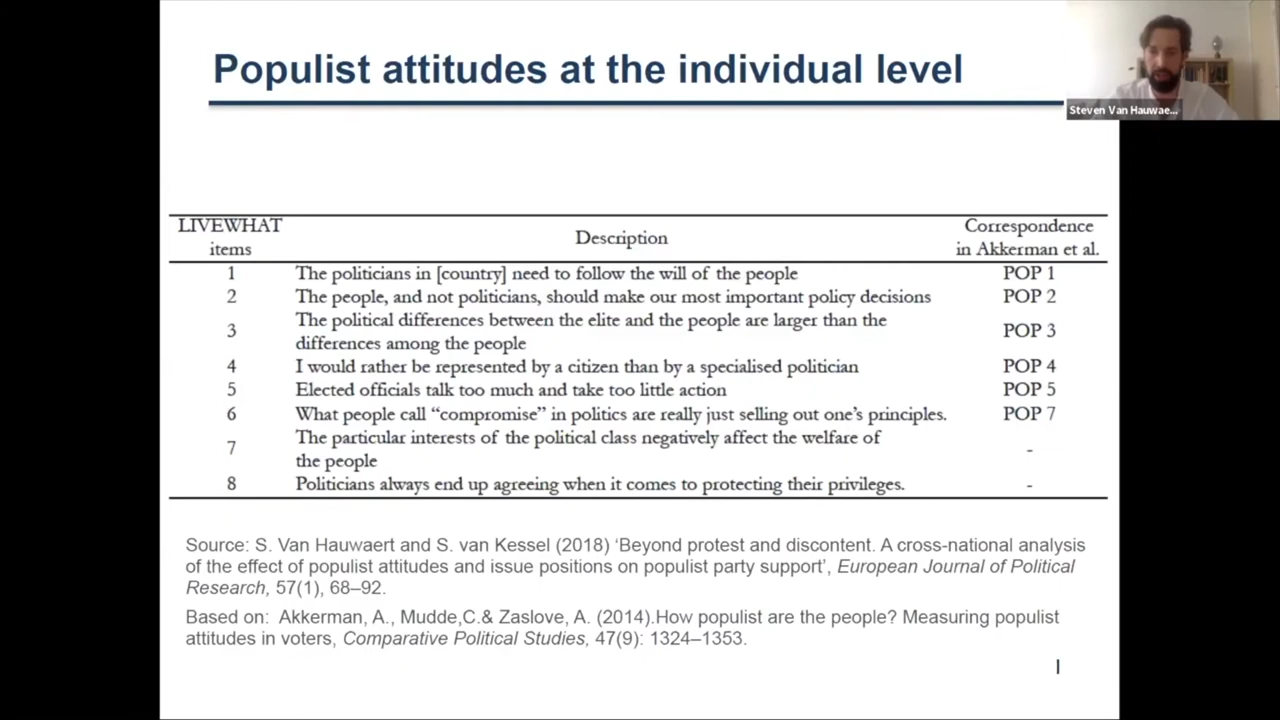 Populist attitudes at the individual level
Steven Van Hauwae...
LIVEWHAT items Description Correspondence in Akkerman et al.
1 The politicians in [country] need to follow the will of the people POP 1
2 The people, and not politicians, should make our most important policy decisions POP 2
3 The political differences between the elite and the people are larger than the
differences among the people POP 3
4 I would rather be represented by a citizen than by a specialised politician POP 4
5 Elected officials talk too much and take too little action POP 5
6 What people call “compromise” in politics are really just selling out one’s principles. POP 7
7 The particular interests of the political class negatively affect the welfare of
the people -
8 Politicians always end up agreeing when it comes to protecting their privileges. -
Source: S. Van Hauwaert and S. van Kessel (2018) ‘Beyond protest and discontent. A cross-national analysis
of the effect of populist attitudes and issue positions on populist party support’, European Journal of Political
Research, 57(1), 68–92.
Based on: Akkerman, A., Mudde,C.& Zaslove, A. (2014).How populist are the people? Measuring populist
attitudes in voters, Comparative Political Studies, 47(9): 1324–1353.